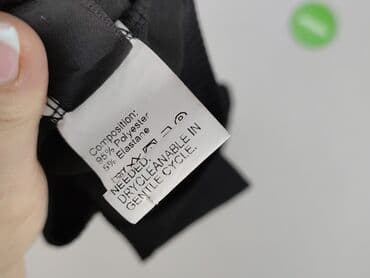 Composition:
95% Polyester
5% Elastane
NEEDED.
DRYCLEANABLE IN
GENTLE CYCLE.